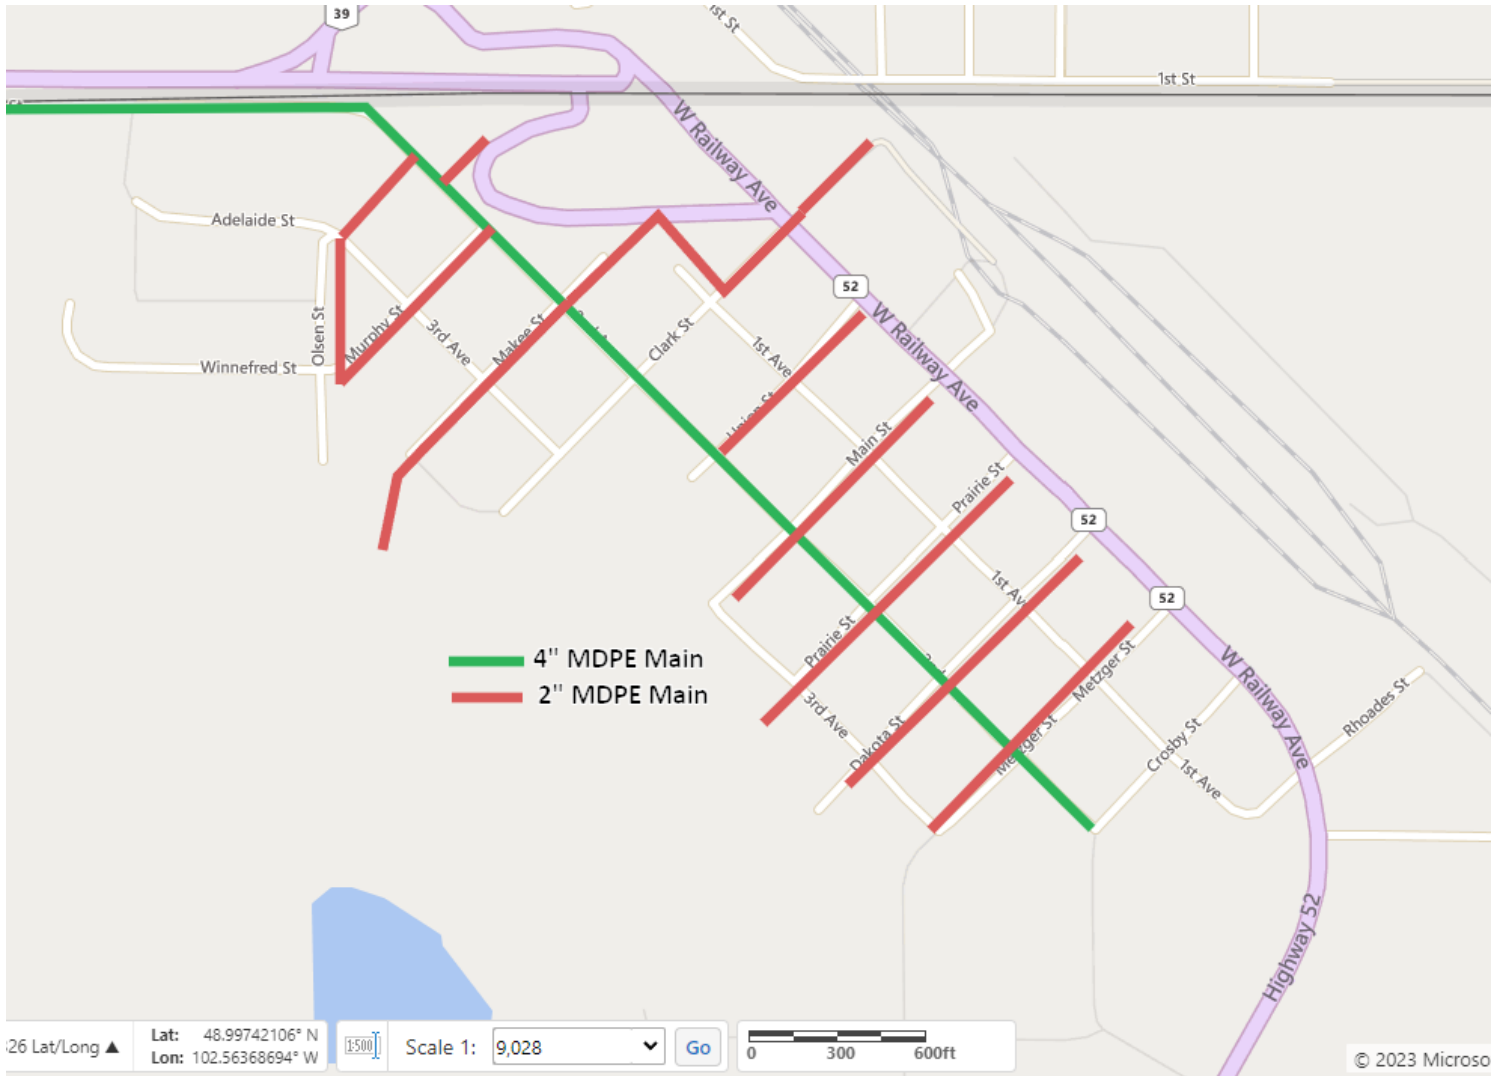 39
1st St
1st St
W Railway Ave
Adelaide St
52
Olsen St
Murphy St
3rd Ave
Makee St
Clark St
1st Ave
W Railway Ave
Winnefred St
Main St
Prairie St
52
1st Ave
52
4" MDPE Main
2" MDPE Main
Prairie St
Metzger St
W Railway Ave
3rd Ave
Dakota St
Metzger St
Crosby St
1st Ave
Rhoades St
Highway 52
26 Lat/Long ▲
Lat: 48.99742106° N
Lon: 102.56368694° W
1:500
Scale 1: 9,028 Go
0 300 600ft
© 2023 Microso